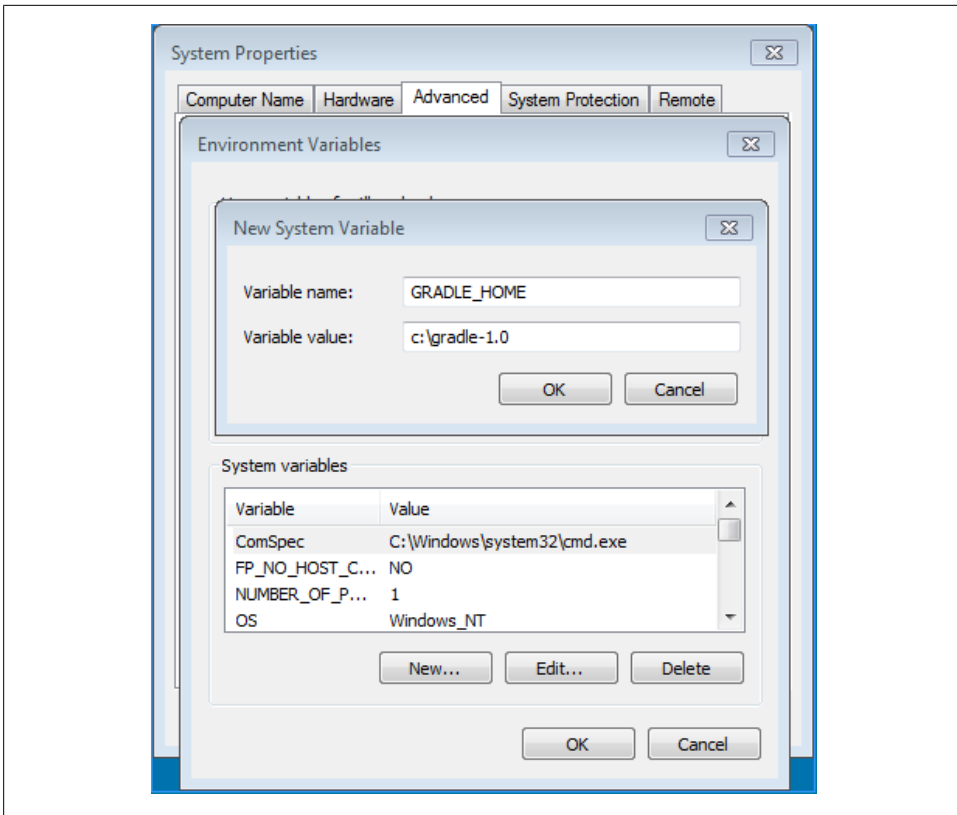 System Properties
Computer Name Hardware Advanced System Protection Remote
Environment Variables
New System Variable
Variable name: GRADLE_HOME
Variable value: c:\gradle-1.0
OK Cancel
System variables
Variable Value
ComSpec C:\Windows\system32\cmd.exe
FP_NO_HOST_C... NO
NUMBER_OF_P... 1
OS Windows_NT
New... Edit... Delete
OK Cancel